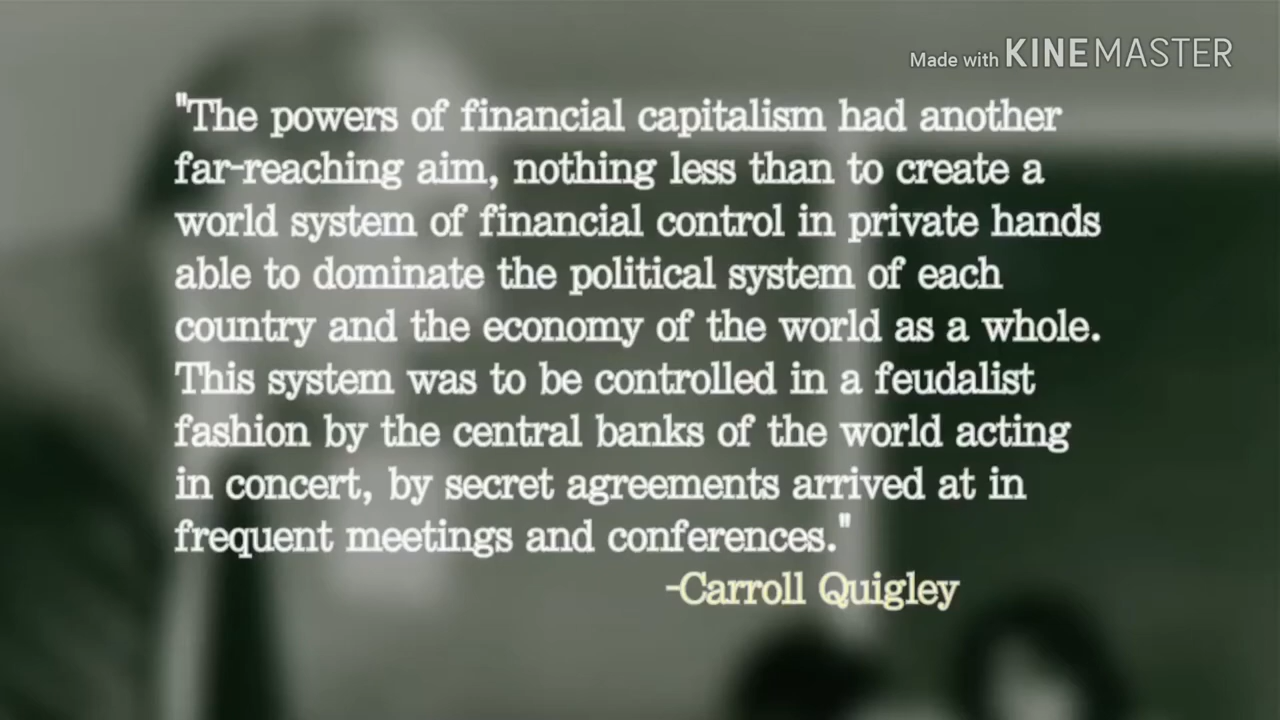 Made with KINEMASTER
"The powers of financial capitalism had another
far-reaching aim, nothing less than to create a
world system of financial control in private hands
able to dominate the political system of each
country and the economy of the world as a whole.
This system was to be controlled in a feudalist
fashion by the central banks of the world acting
in concert, by secret agreements arrived at in
frequent meetings and conferences."
-Carroll Quigley